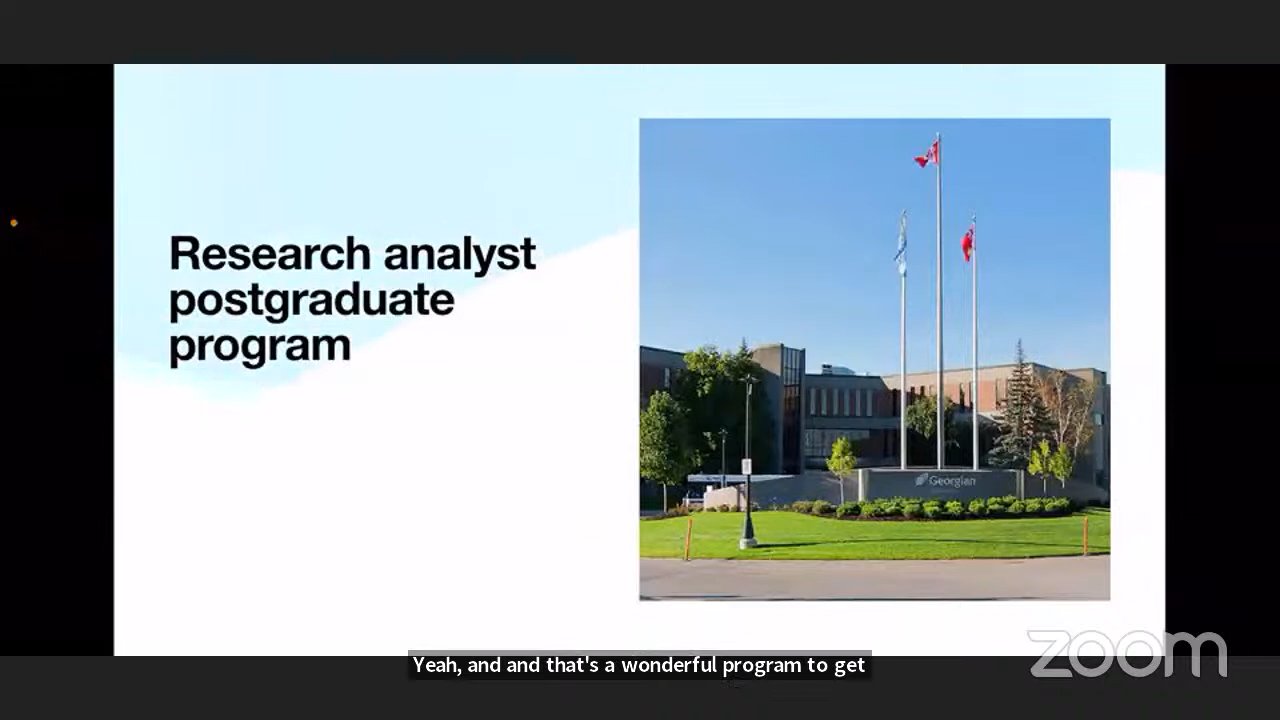 Research analyst
postgraduate
program
Georgian
Yeah, and and that's a wonderful program to get
zoom